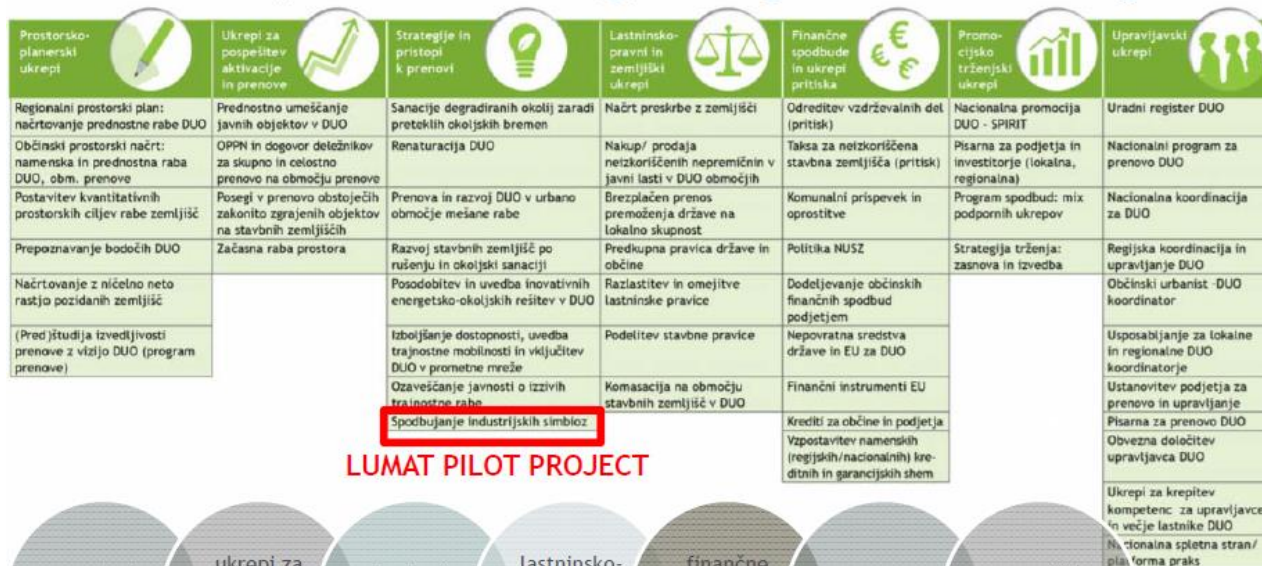 Prostorsko-
planerski
ukrepi
Ukrepi za
pospešitev
aktivacije
in prenove
Strategije in
pristopi
k prenovi
Lastninsko-
pravni in
zemljiški
ukrepi
Finančne
spodbude
in ukrepi
pritiska
€
€
€
Promo-
cijsko
tržènjski
ukrepi
Upravljavski
ukrepi
Regionalni prostorski plan:
načrtovanje prednostne rabe DUO
Občinski prostorski načrt:
namenska in prednostna raba
DUO, obm. prenove
Postavitev kvantitativnih
prostorskih ciljev rabe zemljišč
Prepoznavanje bodočih DUO
Načrtovanje z ničelno neto
rastjo pozidanih zemljišč
(Pred)študija izvedljivosti
prenove z vizijo DUO (program
prenove)
Prednostno umeščanje
javnih objektov v DUO
OPPN in dogovor deležnikov
za skupno in celostno
prenovo na območju prenove
Posegi v prenovo obstoječih
zakonito zgrajenih objektov
na stavbnih zemljiščih
Začasna raba prostora
Sanacije degradiranih okolij zaradi
preteklih okoljskih bremen
Renaturacija DUO
Prenova in razvoj DUO v urbano
območje mešane rabe
Razvoj stavbnih zemljišč po
rušenju in okoljski sanaciji
Posodobitev in uvedba inovativnih
energetsko-okoljskih rešitev v DUO
Izboljšanje dostopnosti, uvedba
trajnostne mobilnosti in vključitev
DUO v prometne mreže
Ozaveščanje javnosti o izzivih
trajnostne rabe
Spodbujanje industrijskih simbioz
Načrt preskrbe z zemljišči
Nakup/ prodaja
neizkoriščenih nepremičnin v
javni lasti v DUO območjih
Brezplačen prenos
premoženja države na
lokalno skupnost
Predkupna pravica države in
občine
Razlastitev in omejitve
lastninske pravice
Podelitev stavbne pravice
Komasacija na območju
stavbnih zemljišč v DUO
Odreditev vzdrževalnih del
(pritisk)
Taksa za neizkoriščena
stavbna zemljišča (pritisk)
Komunalni prispevek in
oprostitve
Politika NUSZ
Dodeljevanje občinskih
finančnih spodbud
podjetjem
Nepovratna sredstva
države in EU za DUO
Finančni instrumenti EU
Krediti za občine in podjetja
Vzpostavitev namenskih
(regijskih/nacionalnih) kre-
ditnih in garancijskih shem
Nacionalna promocija
DUO - SPIRIT
Pisarna za podjetja in
investitorje (lokalna,
regionalna)
Program spodbud: mix
podpornih ukrepov
Strategija trženja:
zasnova in izvedba
Uradni register DUO
Nacionalni program za
prenovo DUO
Nacionalna koordinacija
za DUO
Regijska koordinacija in
upravljanje DUO
Občinski urbanist -DUO
koordinator
Usposabljanje za lokalne
in regionalne DUO
koordinatorje
Ustanovitev podjetja za
prenovo in upravljanje
Pisarna za prenovo DUO
Obvezna določitev
upravljavca DUO
Ukrepi za krepitev
kompetenc za upravljavce
in večje lastnike DUO
Nacionalna spletna stran/
platforma praks
LUMAT PILOT PROJECT
ukrepi za
lastninsko-
finančne